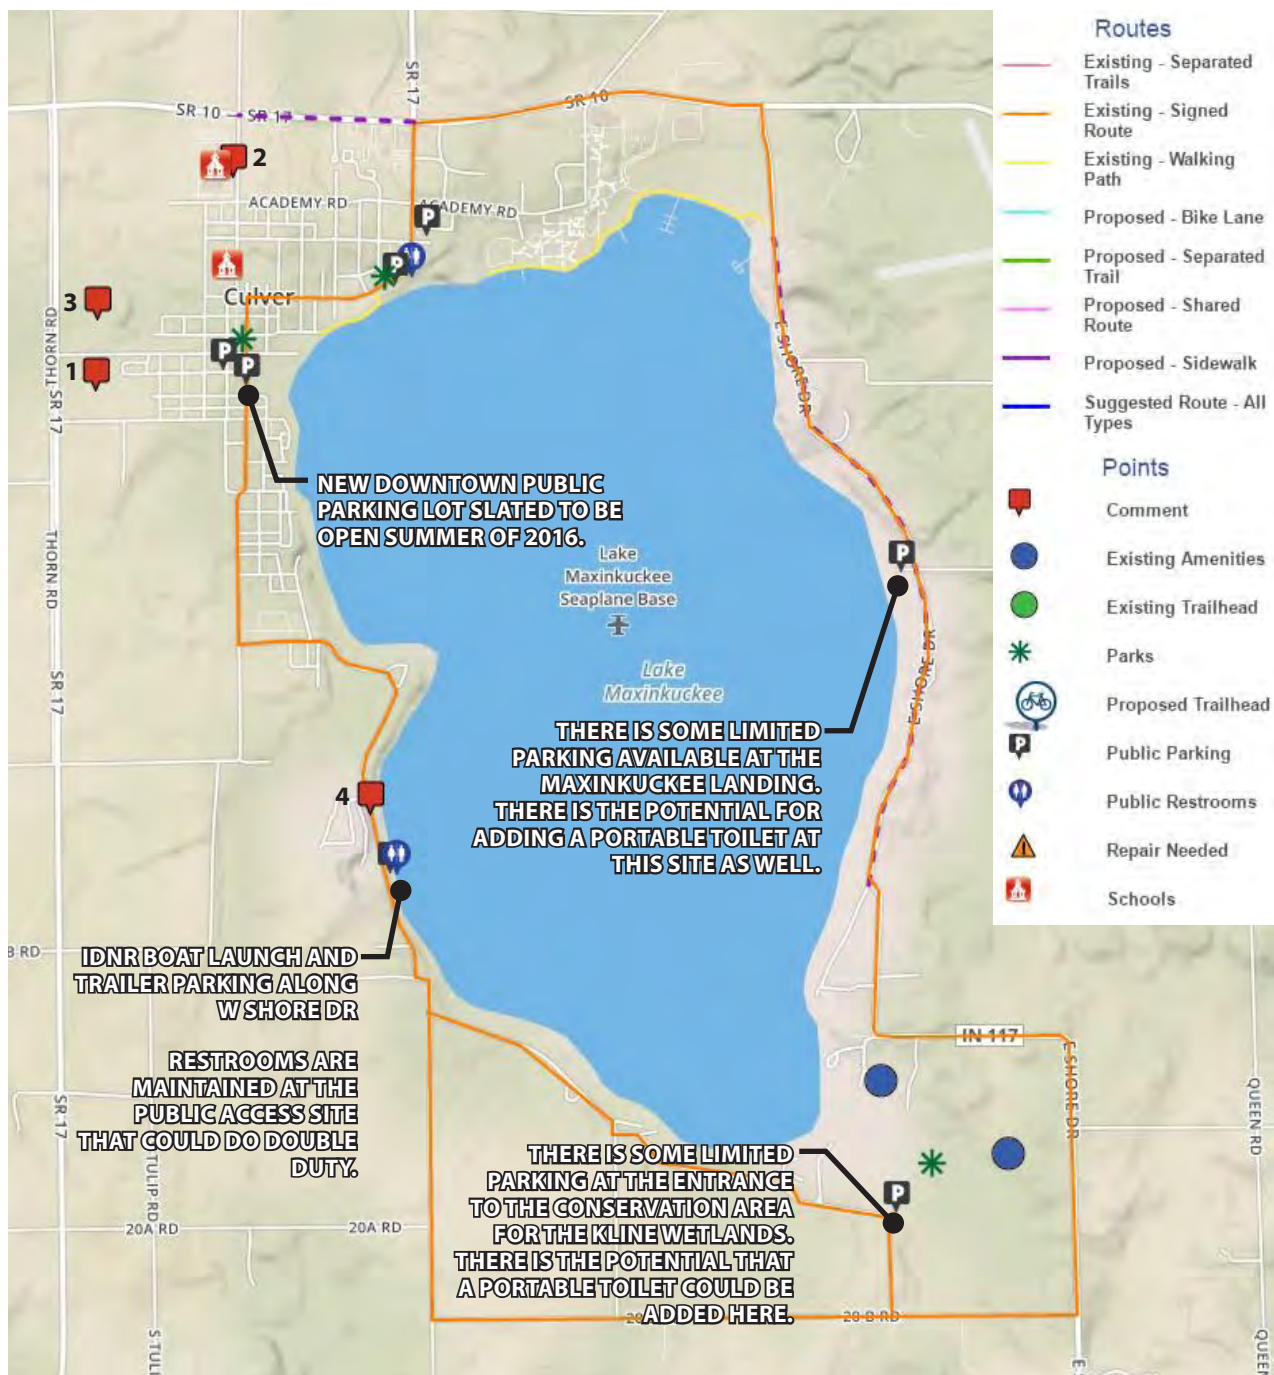 SR 17
SR 10
SR 17
SR 10
2
ACADEMY RD
ACADEMY RD
P
P
3
Culver
THORN RD
1
P
P
SR 17
E SHORE DR
NEW DOWNTOWN PUBLIC
PARKING LOT SLATED TO BE
OPEN SUMMER OF 2016.
THORN RD
Lake
Maxinkuckee
Seaplane Base
P
SR 17
Lake
Maxinkuckee
E SHORE DR
THERE IS SOME LIMITED
PARKING AVAILABLE AT THE
MAXINKUCKEE LANDING.
THERE IS THE POTENTIAL FOR
ADDING A PORTABLE TOILET AT
THIS SITE AS WELL.
4
B RD
IDNR BOAT LAUNCH AND
TRAILER PARKING ALONG
W SHORE DR
RESTROOMS ARE
MAINTAINED AT THE
PUBLIC ACCESS SITE
THAT COULD DO DOUBLE
DUTY.
SR 17
IN 117
E SHORE DR
QUEEN RD
THERE IS SOME LIMITED
PARKING AT THE ENTRANCE
TO THE CONSERVATION AREA
FOR THE KLINE WETLANDS.
THERE IS THE POTENTIAL THAT
A PORTABLE TOILET COULD BE
ADDED HERE.
P
S TULIP RD
20A RD
20A RD
20
20 B RD
S TULI
E S
QUEEN
Routes
Existing - Separated
Trails
Existing - Signed
Route
Existing - Walking
Path
Proposed - Bike Lane
Proposed - Separated
Trail
Proposed - Shared
Route
Proposed - Sidewalk
Suggested Route - All
Types
Points
Comment
Existing Amenities
Existing Trailhead
Parks
Proposed Trailhead
P
Public Parking
Public Restrooms
Repair Needed
Schools